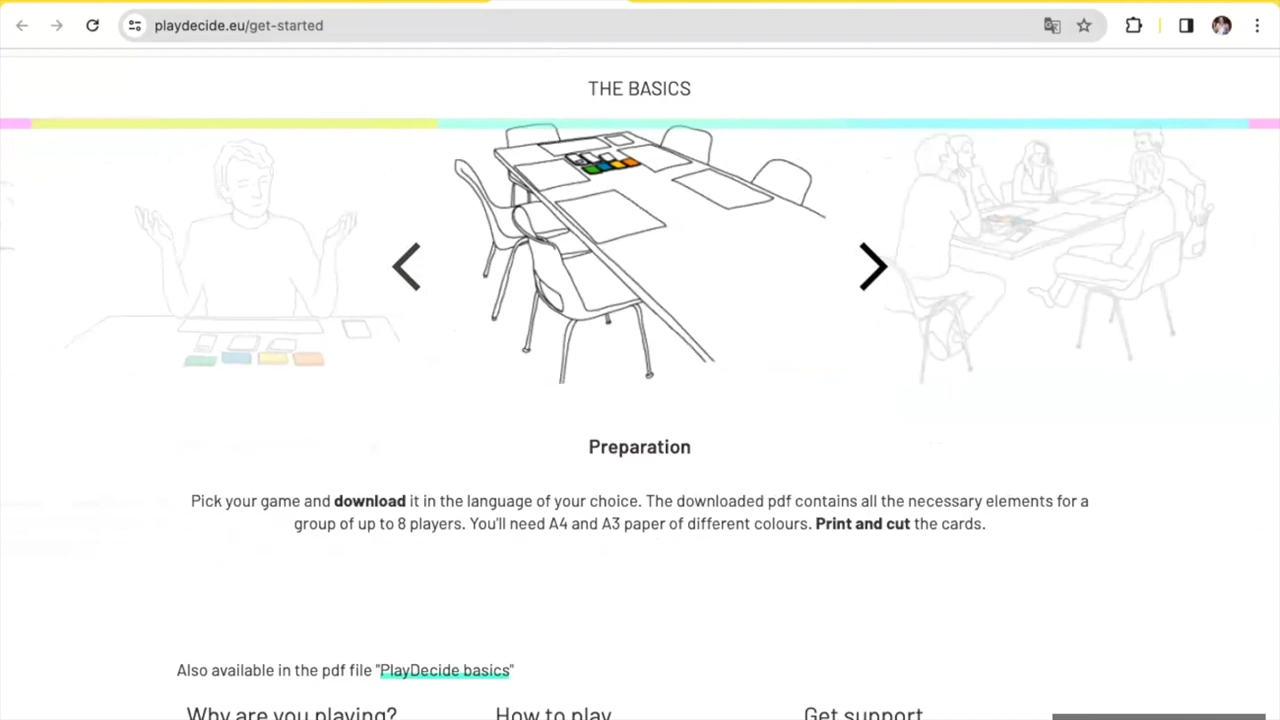 playdecide.eu/get-started
THE BASICS
Preparation
Pick your game and download it in the language of your choice. The downloaded pdf contains all the necessary elements for a
group of up to 8 players. You'll need A4 and A3 paper of different colours. Print and cut the cards.
Also available in the pdf file "PlayDecide basics"
Why are you playing?
How to play
Get support